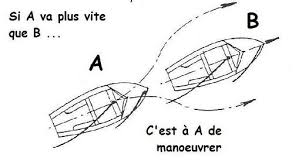 Si A va plus vite
que B ...
B
A
C'est à A de
manoeuvrer